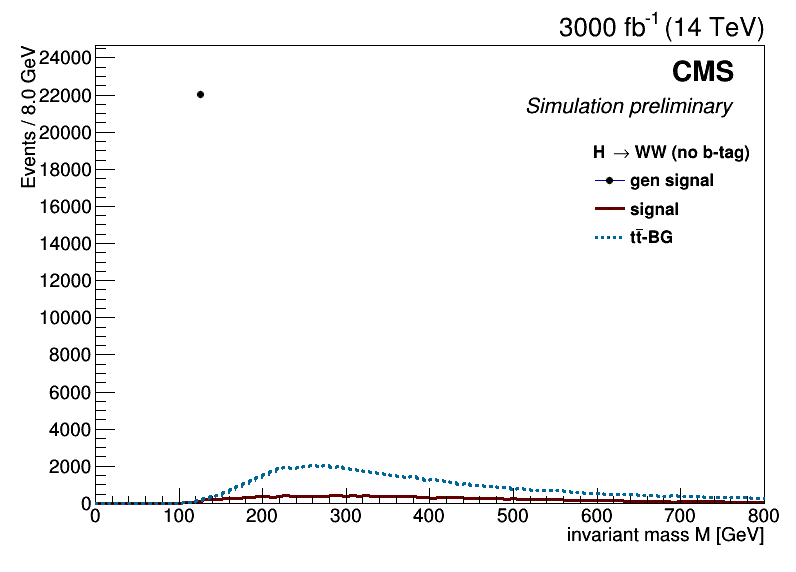 3000 fb-1 (14 TeV)
Events / 8.0 GeV
24000
22000
20000
18000
16000
14000
12000
10000
8000
6000
4000
2000
0
CMS
Simulation preliminary
H → WW (no b-tag)
gen signal
signal
tt̄-BG
0 100 200 300 400 500 600 700 800
invariant mass M [GeV]